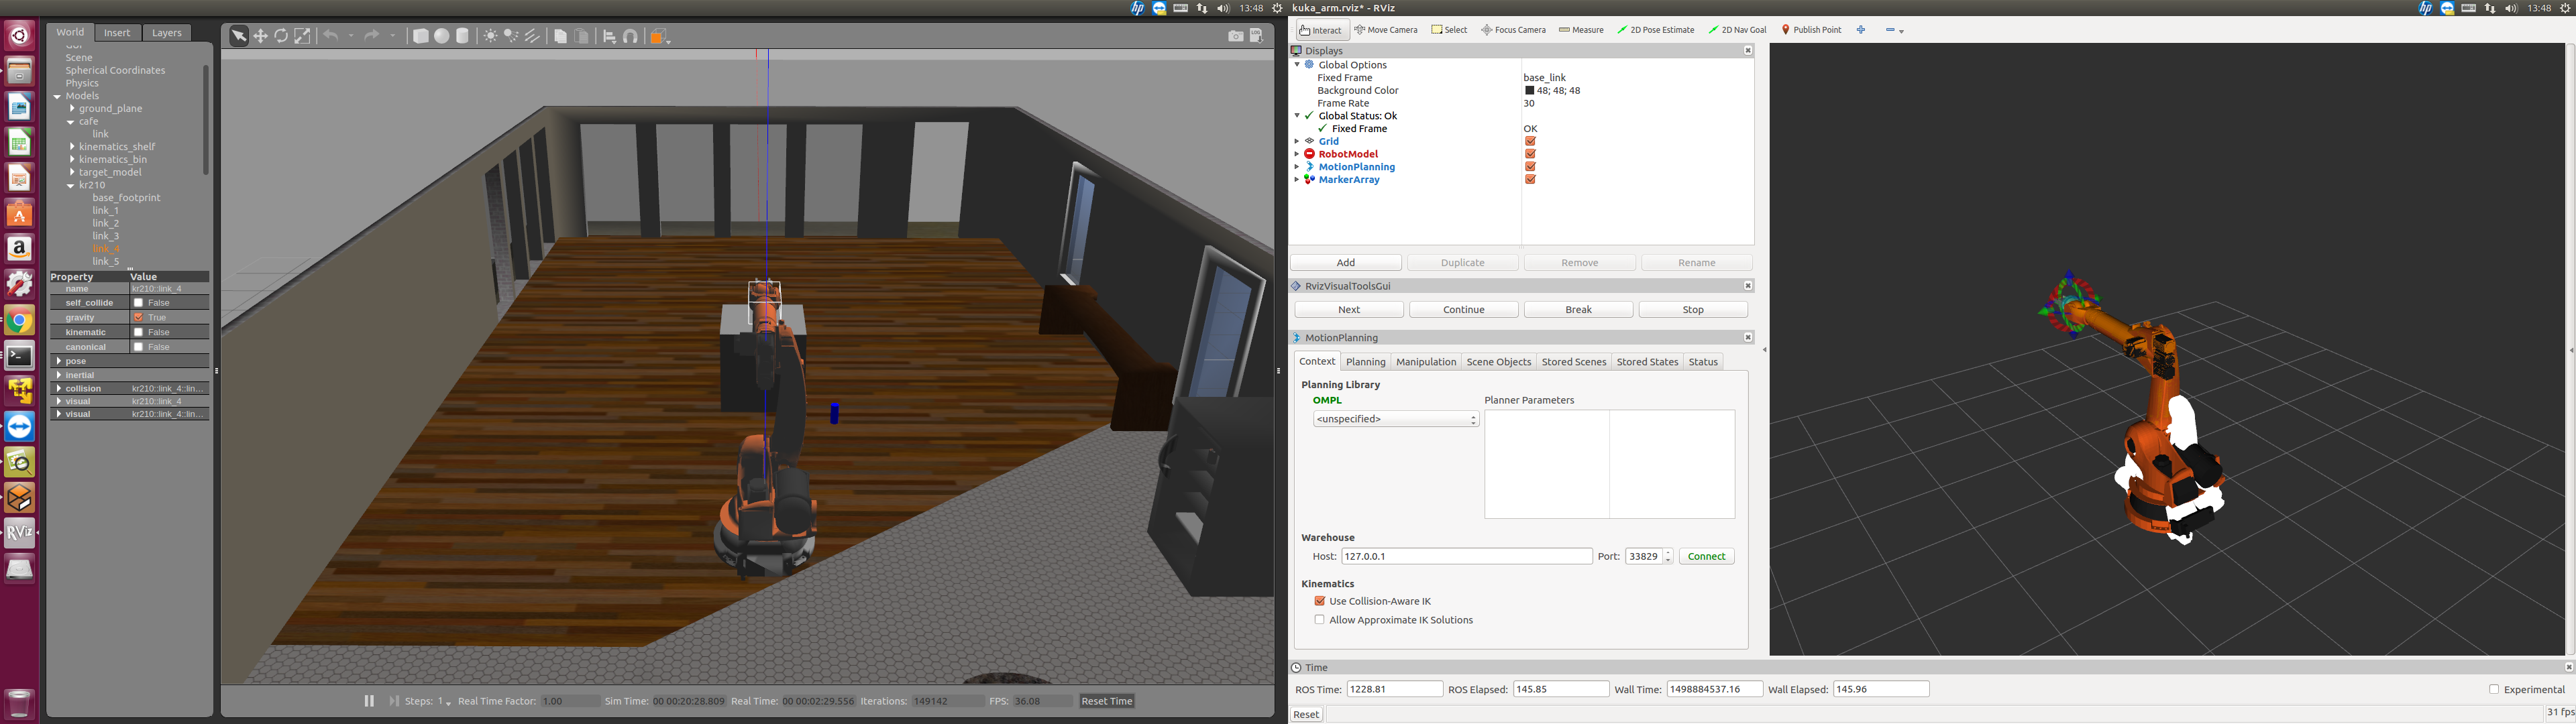 13:48
World Insert Layers
GUI
Scene
Spherical Coordinates
Physics
Models
ground_plane
cafe
link
kinematics_shelf
kinematics_bin
target_model
kr210
base_footprint
link_1
link_2
link_3
link_4
link_5
Property Value
name kr210::link_4
self_collide False
gravity True
kinematic False
canonical False
pose
inertial
collision kr210::link_4::lin...
visual kr210::link_4
visual kr210::link_4::lin...
Steps: 1 Real Time Factor: 1.00 Sim Time: 00 00:20:28.809 Real Time: 00 00:02:29.556 Iterations: 149142 FPS: 36.08 Reset Time
kuka_arm.rviz* - RViz
13:48
Interact Move Camera Select Focus Camera Measure 2D Pose Estimate 2D Nav Goal Publish Point
Displays
Global Options
Fixed Frame base_link
Background Color 48; 48; 48
Frame Rate 30
Global Status: Ok
Fixed Frame OK
Grid
RobotModel
MotionPlanning
MarkerArray
Add Duplicate Remove Rename
RvizVisualToolsGui
Next Continue Break Stop
MotionPlanning
Context Planning Manipulation Scene Objects Stored Scenes Stored States Status
Planning Library
OMPL Planner Parameters
<unspecified>
Warehouse
Host: 127.0.0.1 Port: 33829 Connect
Kinematics
Use Collision-Aware IK
Allow Approximate IK Solutions
Time
ROS Time: 1228.81 ROS Elapsed: 145.85 Wall Time: 1498884537.16 Wall Elapsed: 145.96 Experimental
Reset 31 fps